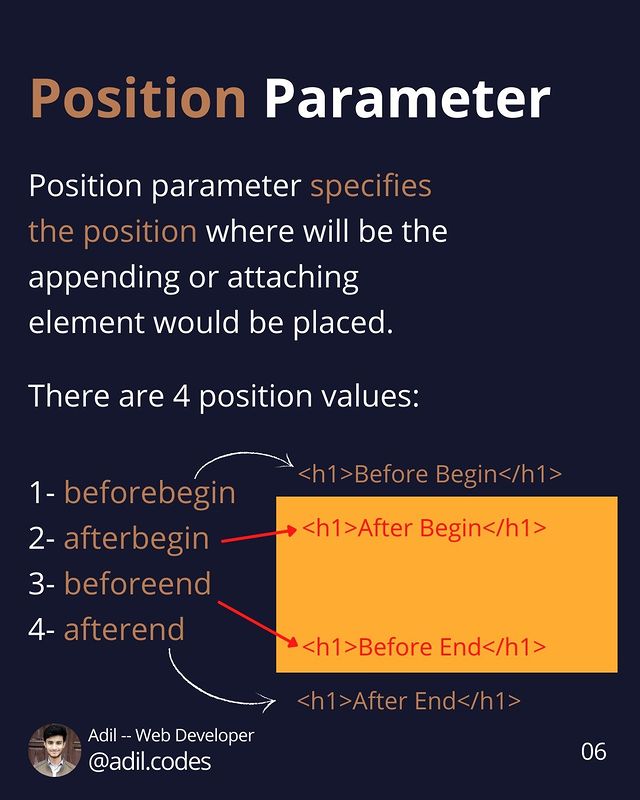 Position Parameter
Position parameter specifies
the position where will be the
appending or attaching
element would be placed.
There are 4 position values:
1- beforebegin
2- afterbegin
3- beforeend
4- afterend
<h1>Before Begin</h1>
<h1>After Begin</h1>
<h1>Before End</h1>
<h1>After End</h1>
Adil -- Web Developer
@adil.codes
06